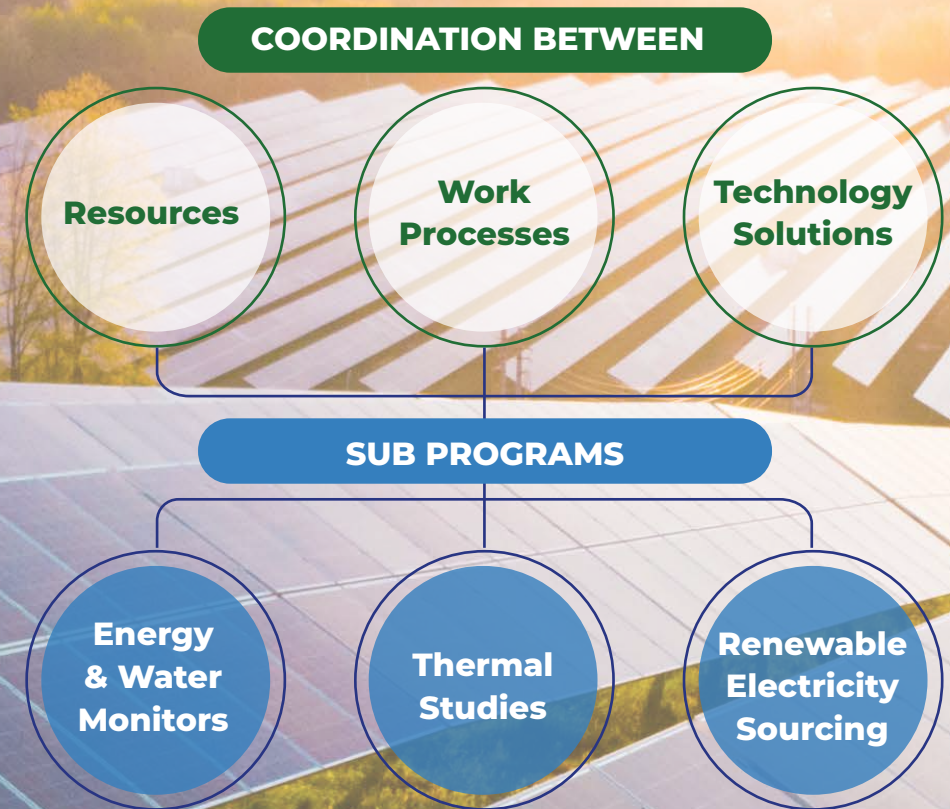 COORDINATION BETWEEN
Resources
Work
Processes
Technology
Solutions
SUB PROGRAMS
Energy
& Water
Monitors
Thermal
Studies
Renewable
Electricity
Sourcing